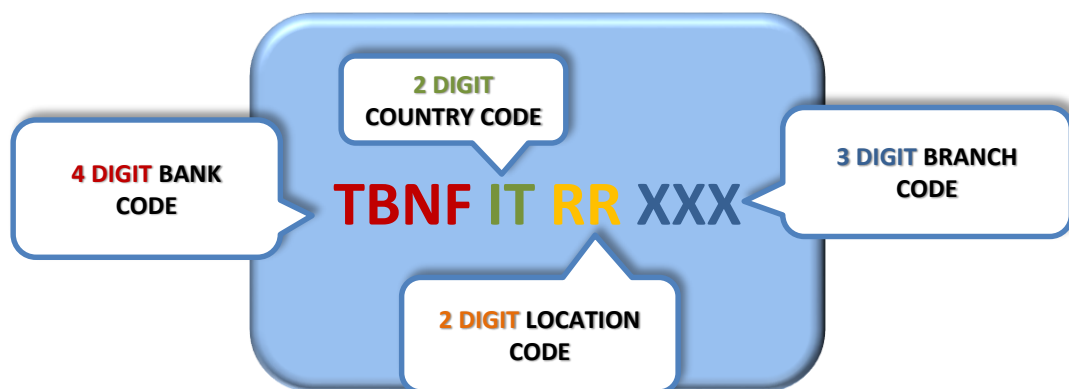 2 DIGIT
COUNTRY CODE
4 DIGIT BANK
CODE
3 DIGIT BRANCH
CODE
TBNF IT RR XXX
2 DIGIT LOCATION
CODE